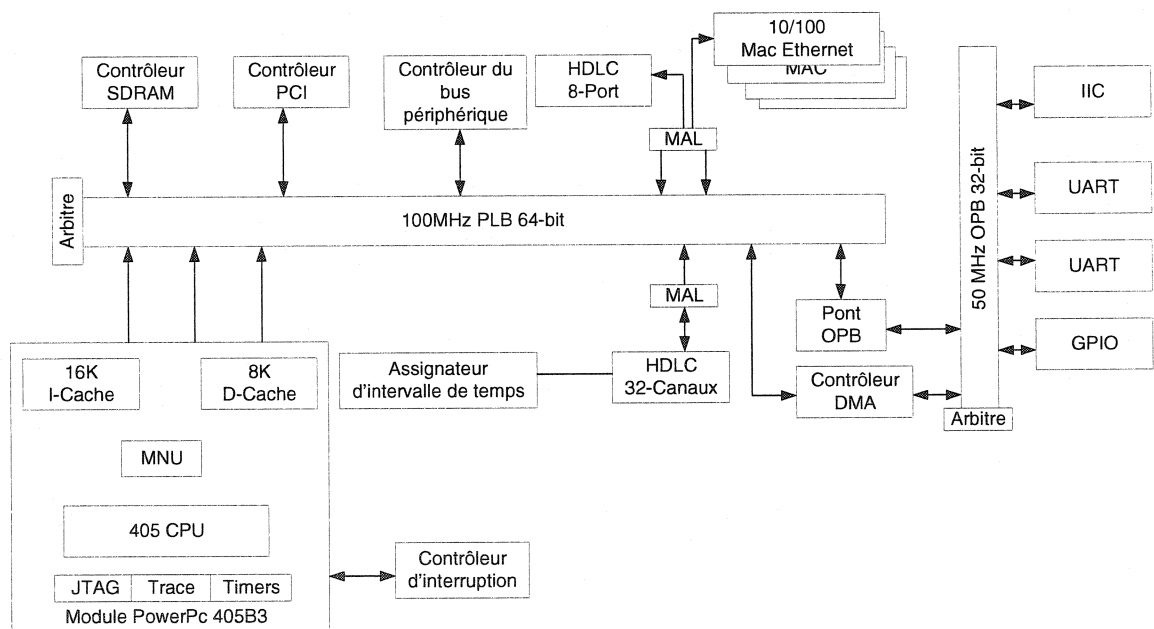 10/100
Mac Ethernet
MAC
Contrôleur
SDRAM
Contrôleur
PCI
Contrôleur du
bus
périphérique
HDLC
8-Port
MAL
IIC
UART
UART
GPIO
50 MHz OPB 32-bit
Arbitre
Arbitre
100MHz PLB 64-bit
MAL
Pont
OPB
HDLC
32-Canaux
Assignateur
d'intervalle de temps
Contrôleur
DMA
16K
I-Cache
8K
D-Cache
MNU
405 CPU
JTAG Trace Timers
Module PowerPc 405B3
Contrôleur
d'interruption